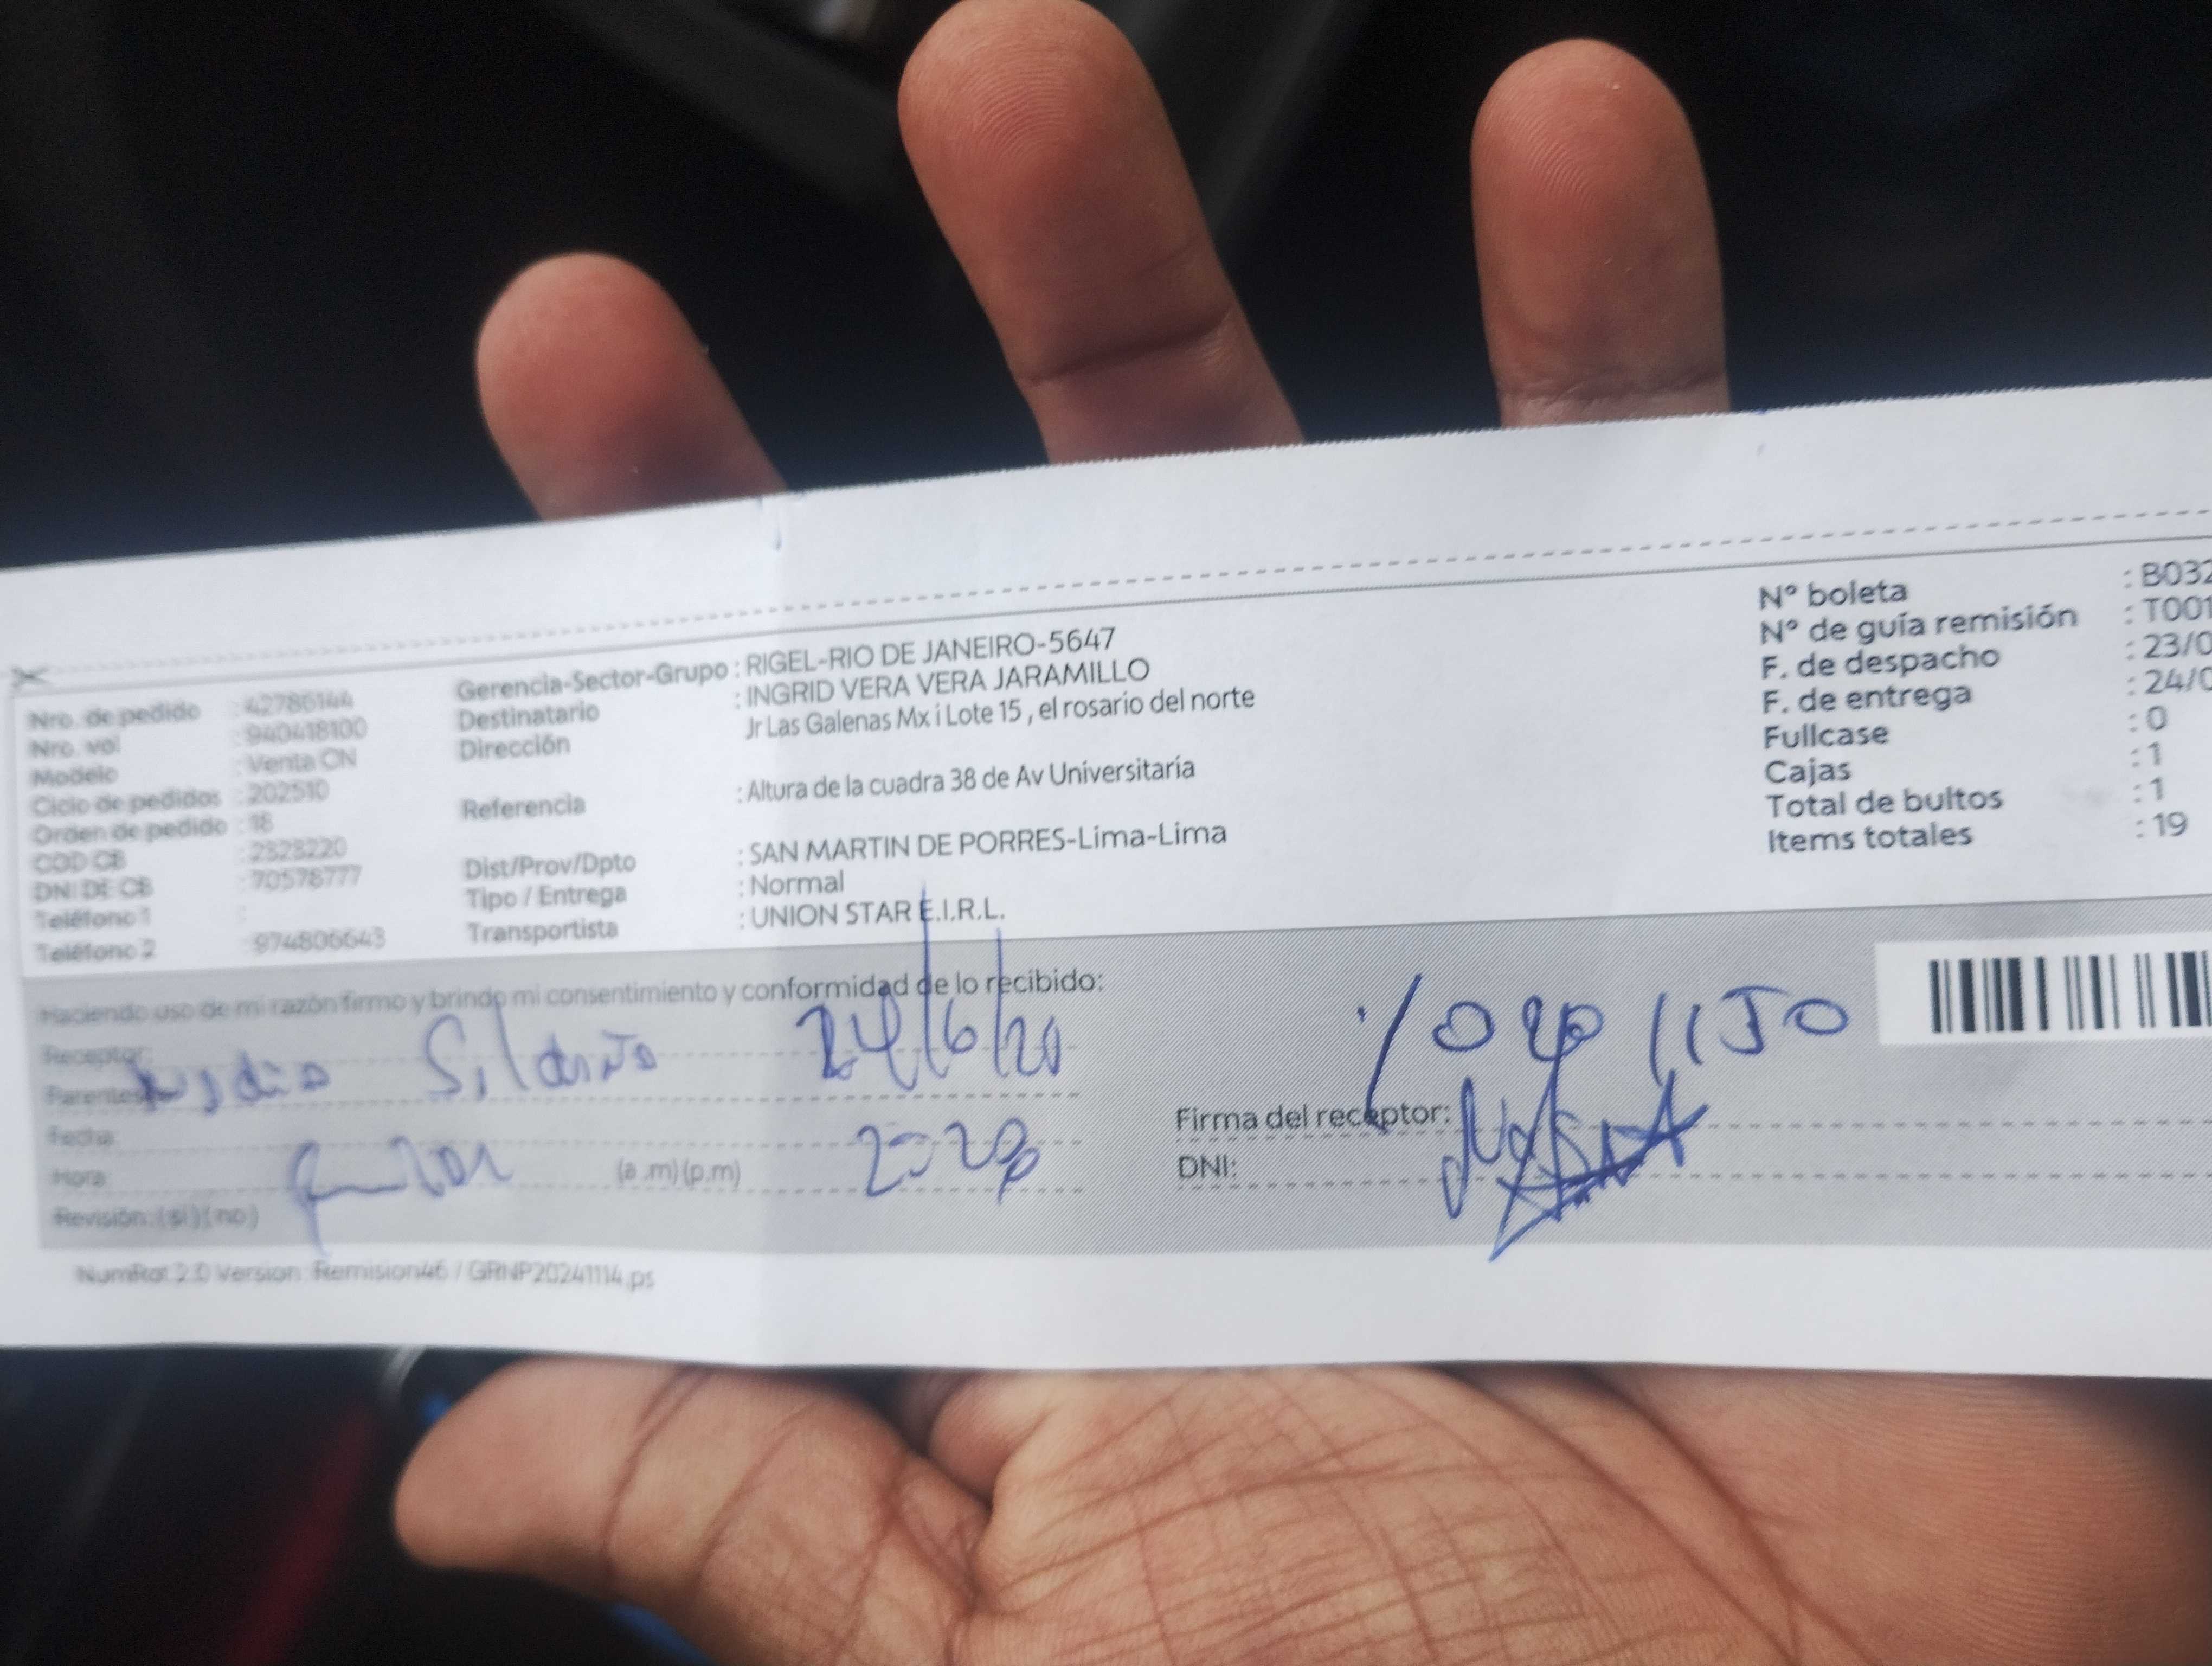 Nro. de pedido : 42786144
Nro. vol : 940418100
Modelo : Venta CN
Ciclo de pedidos : 202510
Orden de pedido : 18
COD CB : 2323220
DNI DE CB : 70578777
Teléfono 1 :
Teléfono 2 : 974806643
Gerencia-Sector-Grupo : RIGEL-RIO DE JANEIRO-5647
Destinatario : INGRID VERA VERA JARAMILLO
Dirección Jr Las Galenas Mx i Lote 15 , el rosario del norte
Referencia : Altura de la cuadra 38 de Av Universitaria
Dist/Prov/Dpto : SAN MARTIN DE PORRES-Lima-Lima
Tipo / Entrega : Normal
Transportista : UNION STAR E.I.R.L.
N° boleta : B032
N° de guía remisión : T001
F. de despacho : 23/0
F. de entrega : 24/0
Fullcase : 0
Cajas : 1
Total de bultos : 1
Items totales : 19
Haciendo uso de mi razón firmo y brindo mi consentimiento y conformidad de lo recibido:
Receptor:
24/6/20
Fecha
Hora (a .m) (p.m)
Revisión: (si) (no)
Firma del receptor:
DNI:
NumRot 2.0 Version: Remision46 / GRNP20241114.ps